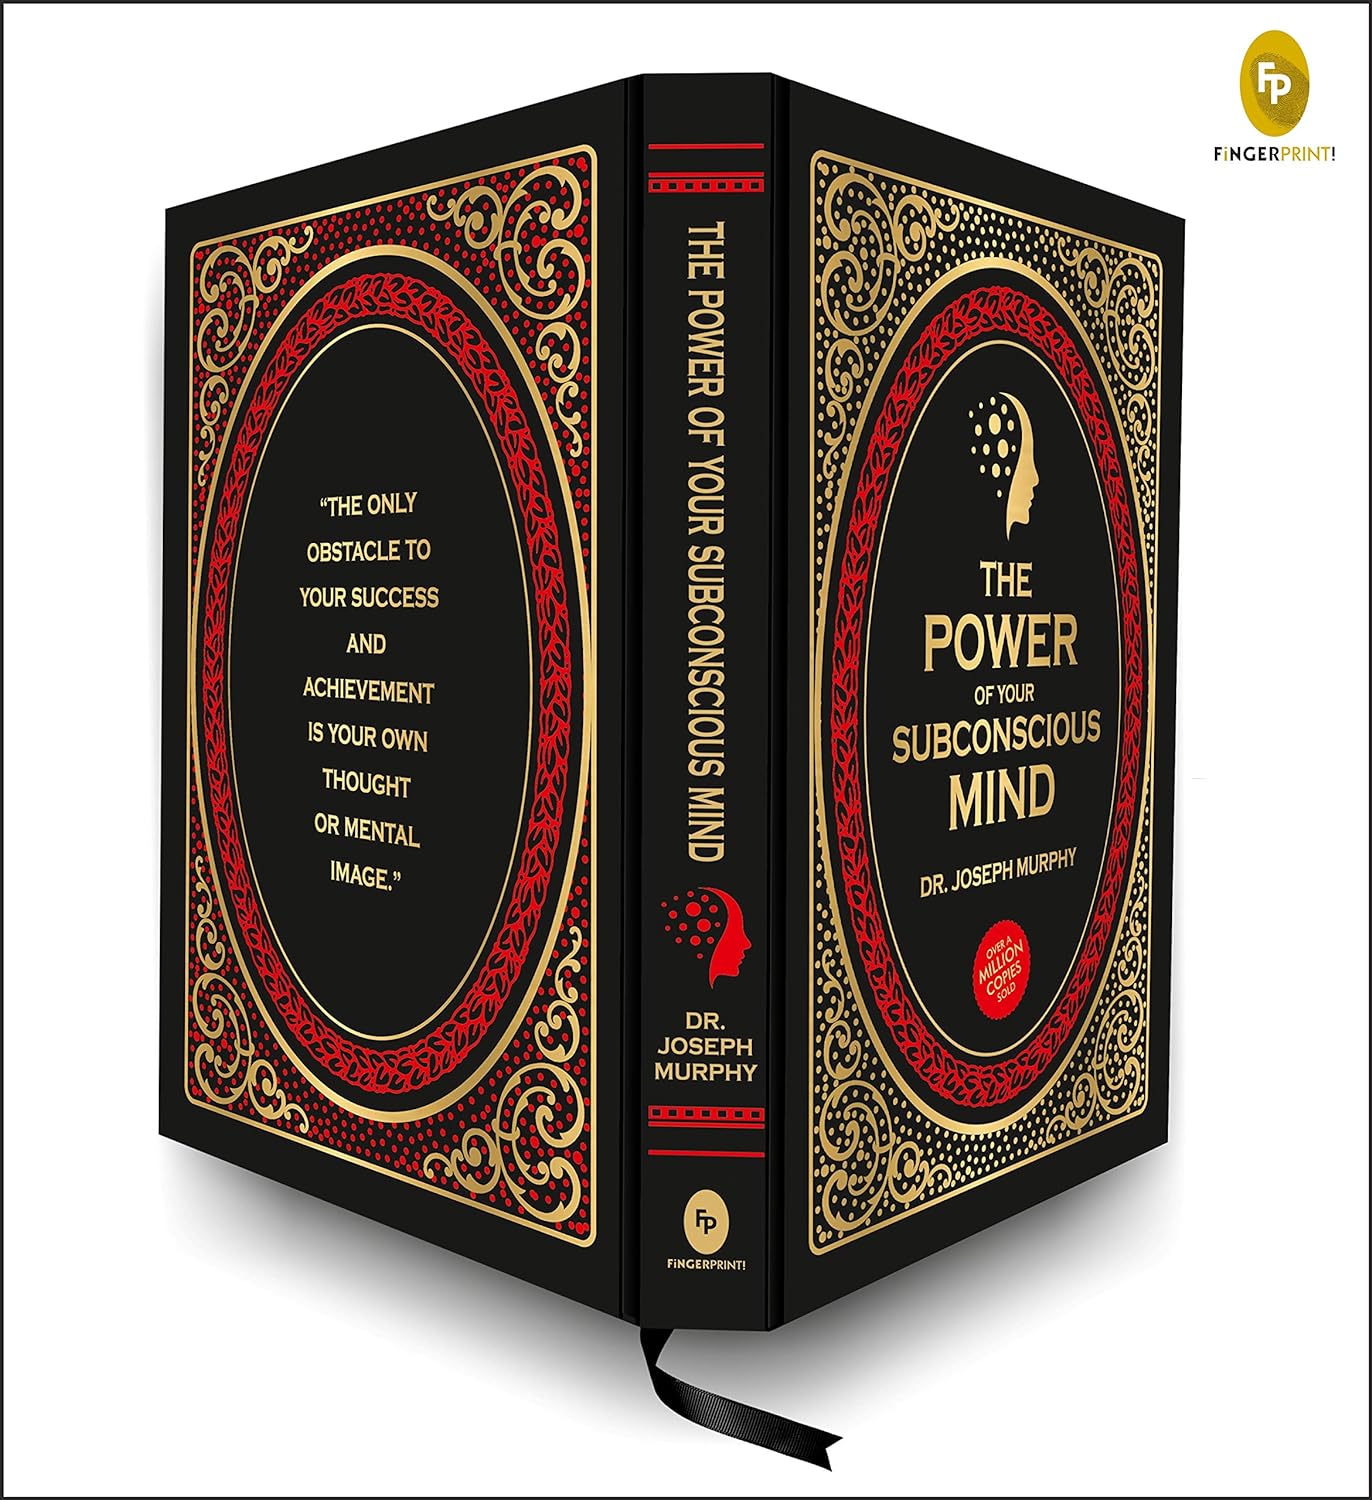 FP
FiNGERPRINT!
“THE ONLY
OBSTACLE TO
YOUR SUCCESS
AND
ACHIEVEMENT
IS YOUR OWN
THOUGHT
OR MENTAL
IMAGE.”
THE POWER OF YOUR SUBCONSCIOUS MIND
DR.
JOSEPH
MURPHY
FP
FiNGERPRINT!
THE
POWER
OF YOUR
SUBCONSCIOUS
MIND
DR. JOSEPH MURPHY
OVER A
MILLION
COPIES
SOLD